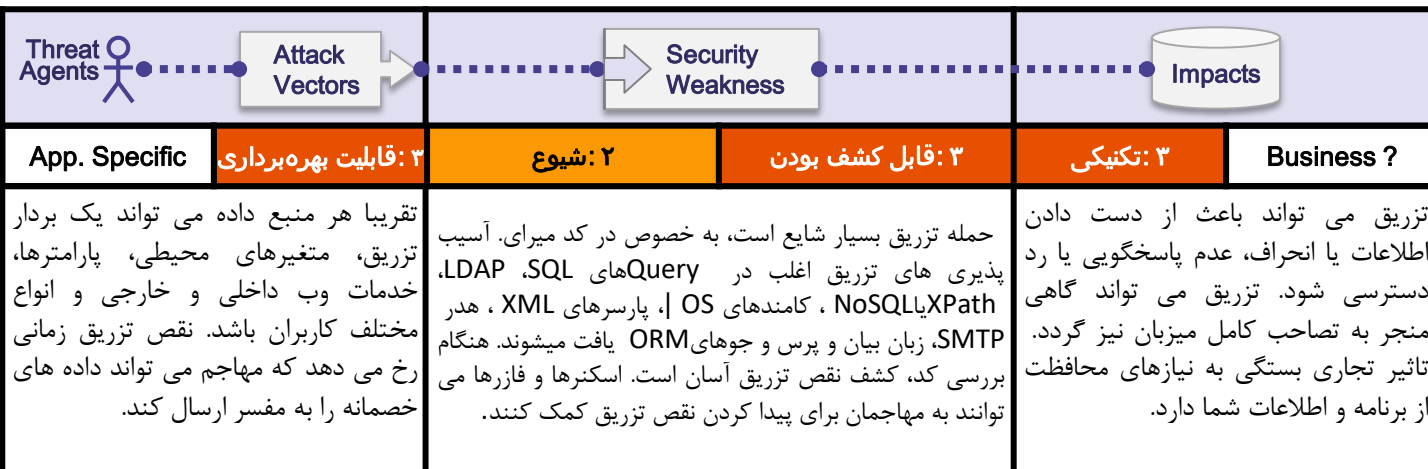 Threat
Agents
Attack
Vectors
Security
Weakness
Impacts
App. Specific
۳ :قابلیت بهره‌برداری
۲ :شیوع
۳ :قابل کشف بودن
۳ :تکنیکی
Business ?
تقریبا هر منبع داده می تواند یک بردار
تزریق، متغیرهای محیطی، پارامترها،
خدمات وب داخلی و خارجی و انواع
مختلف کاربران باشد. نقص تزریق زمانی
رخ می دهد که مهاجم می تواند داده های
خصمانه را به مفسر ارسال کند.
حمله تزریق بسیار شایع است، به خصوص در کد میرای. آسیب
پذیری های تزریق اغلب در Queryهای SQL، LDAP،
XPathیاNoSQL ، کامندهای OS |، پارسرهای XML ، هدر
SMTP، زبان بیان و پرس و جوهایORM یافت میشوند. هنگام
بررسی کد، کشف نقص تزریق آسان است. اسکنرها و فازرها می
توانند به مهاجمان برای پیدا کردن نقص تزریق کمک کنند.
تزریق می تواند باعث از دست دادن
اطلاعات یا انحراف، عدم پاسخگویی یا رد
دسترسی شود. تزریق می تواند گاهی
منجر به تصاحب کامل میزبان نیز گردد.
تاثیر تجاری بستگی به نیازهای محافظت
از برنامه و اطلاعات شما دارد.